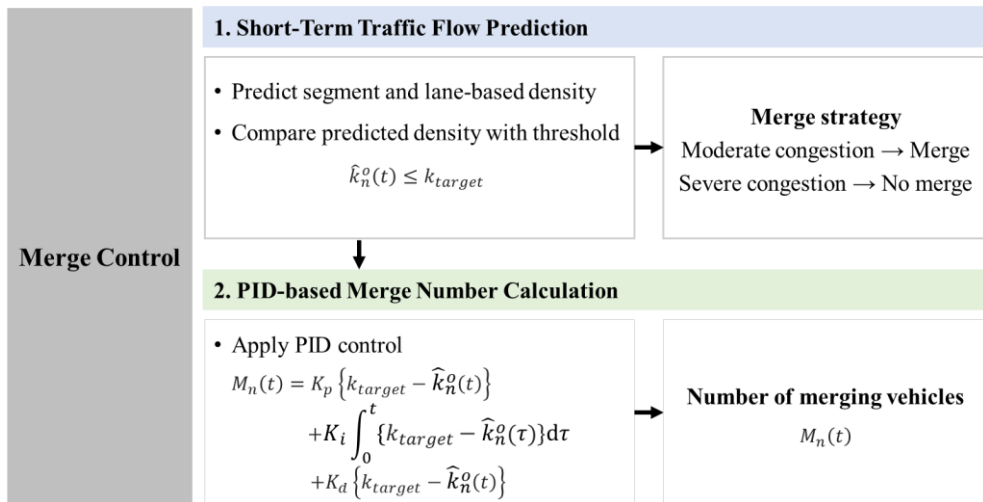 Merge Control
1. Short-Term Traffic Flow Prediction
• Predict segment and lane-based density
• Compare predicted density with threshold
k̂ₙᵒ(t) ≤ k_target
Merge strategy
Moderate congestion → Merge
Severe congestion → No merge
2. PID-based Merge Number Calculation
• Apply PID control
Mₙ(t) = Kₚ {k_target − k̂ₙᵒ(t)}
+Kᵢ ∫₀ᵗ {k_target − k̂ₙᵒ(τ)}dτ
+K_d {k_target − k̂ₙᵒ(t)}
Number of merging vehicles
Mₙ(t)